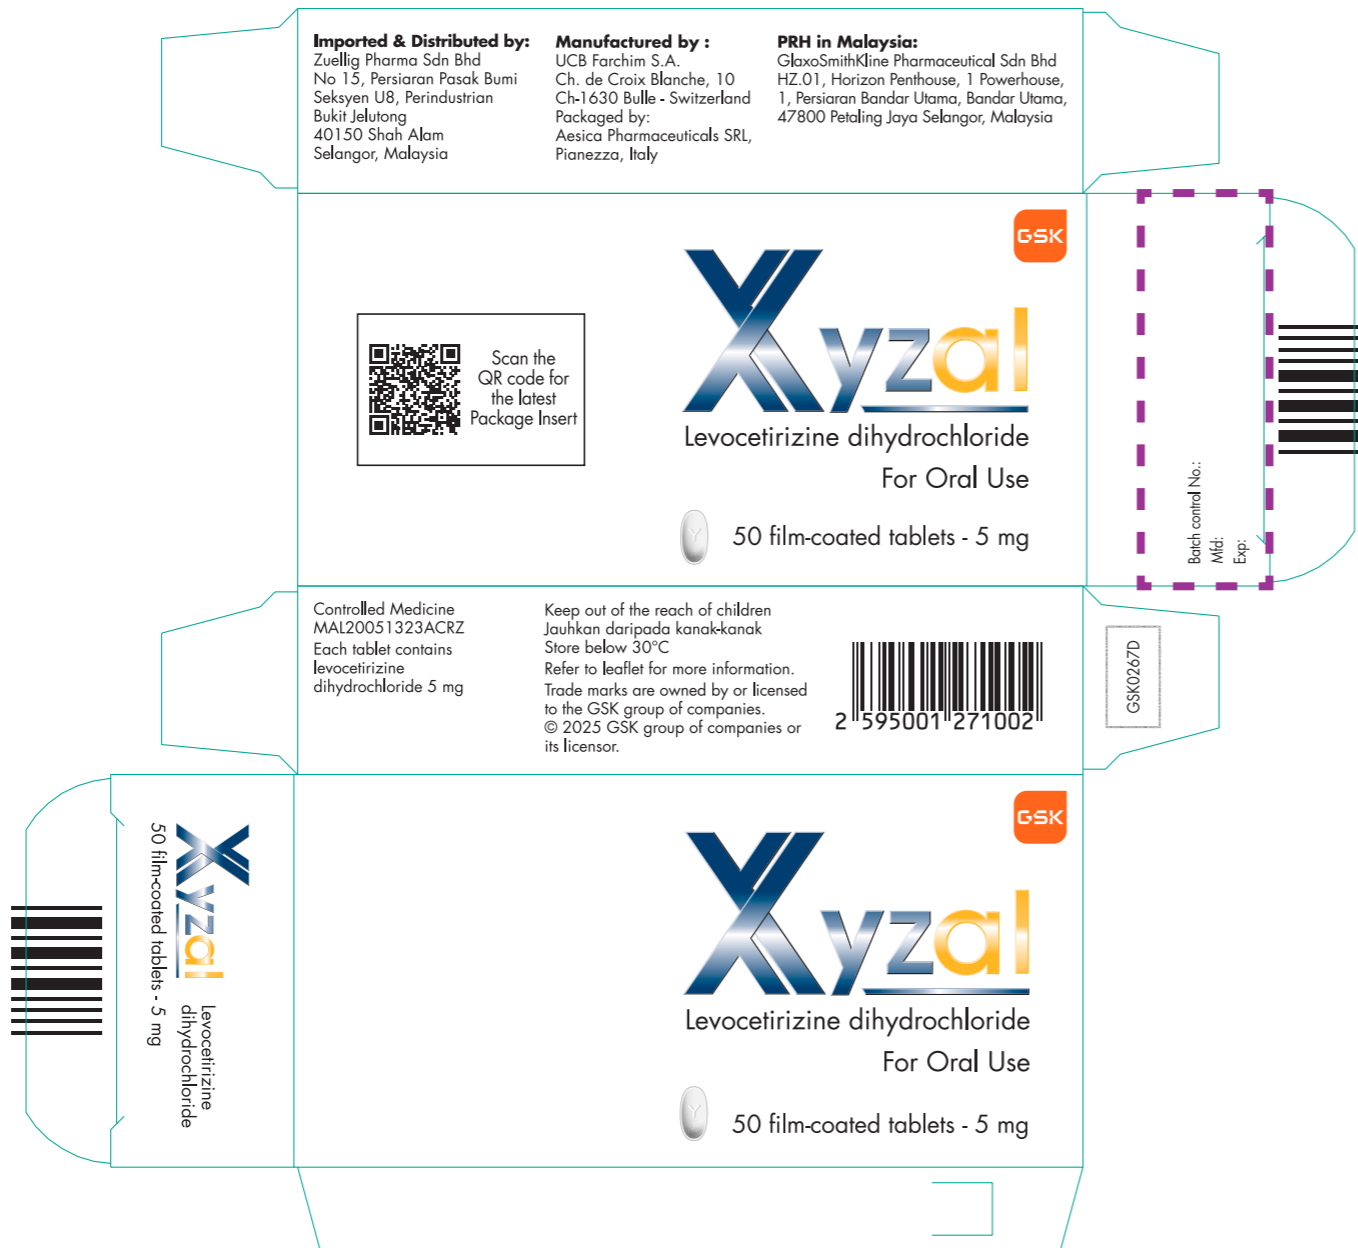 Imported & Distributed by:
Zuellig Pharma Sdn Bhd
No 15, Persiaran Pasak Bumi
Seksyen U8, Perindustrian
Bukit Jelutong
40150 Shah Alam
Selangor, Malaysia
Manufactured by :
UCB Farchim S.A.
Ch. de Croix Blanche, 10
Ch-1630 Bulle - Switzerland
Packaged by:
Aesica Pharmaceuticals SRL,
Pianezza, Italy
PRH in Malaysia:
GlaxoSmithKline Pharmaceutical Sdn Bhd
HZ.01, Horizon Penthouse, 1 Powerhouse,
1, Persiaran Bandar Utama, Bandar Utama,
47800 Petaling Jaya Selangor, Malaysia
GSK
Scan the
QR code for
the latest
Package Insert
Xyzal
Levocetirizine dihydrochloride
For Oral Use
Y
50 film-coated tablets - 5 mg
Batch control No.:
Mfd:
Exp:
Controlled Medicine
MAL20051323ACRZ
Each tablet contains
levocetirizine
dihydrochloride 5 mg
Keep out of the reach of children
Jauhkan daripada kanak-kanak
Store below 30°C
Refer to leaflet for more information.
Trade marks are owned by or licensed
to the GSK group of companies.
© 2025 GSK group of companies or
its licensor.
2 595001 271002
GSK0267D
Xyzal
Levocetirizine
dihydrochloride
50 film-coated tablets - 5 mg
GSK
Xyzal
Levocetirizine dihydrochloride
For Oral Use
Y
50 film-coated tablets - 5 mg